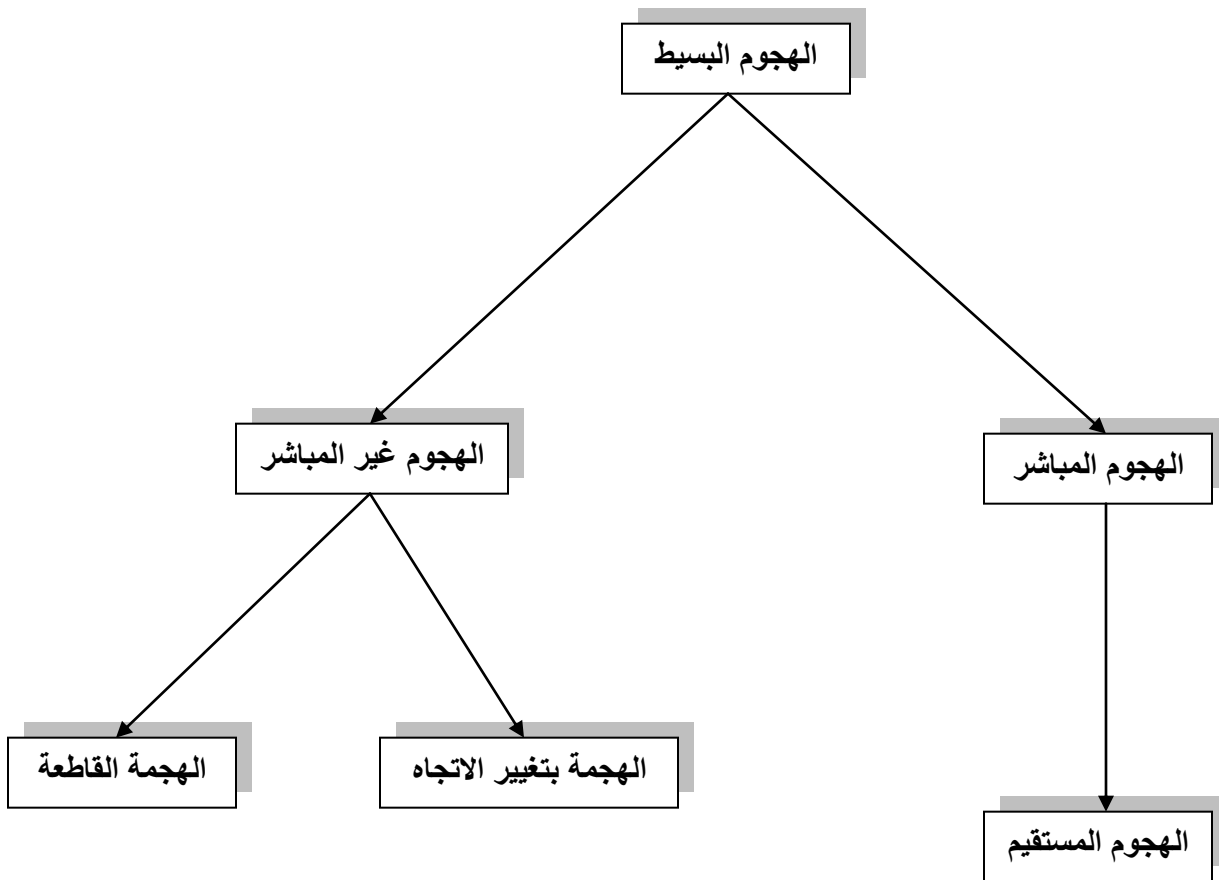 الهجوم البسيط
الهجوم المباشر
الهجوم غير المباشر
الهجمة بتغيير الاتجاه
الهجمة القاطعة
الهجوم المستقيم